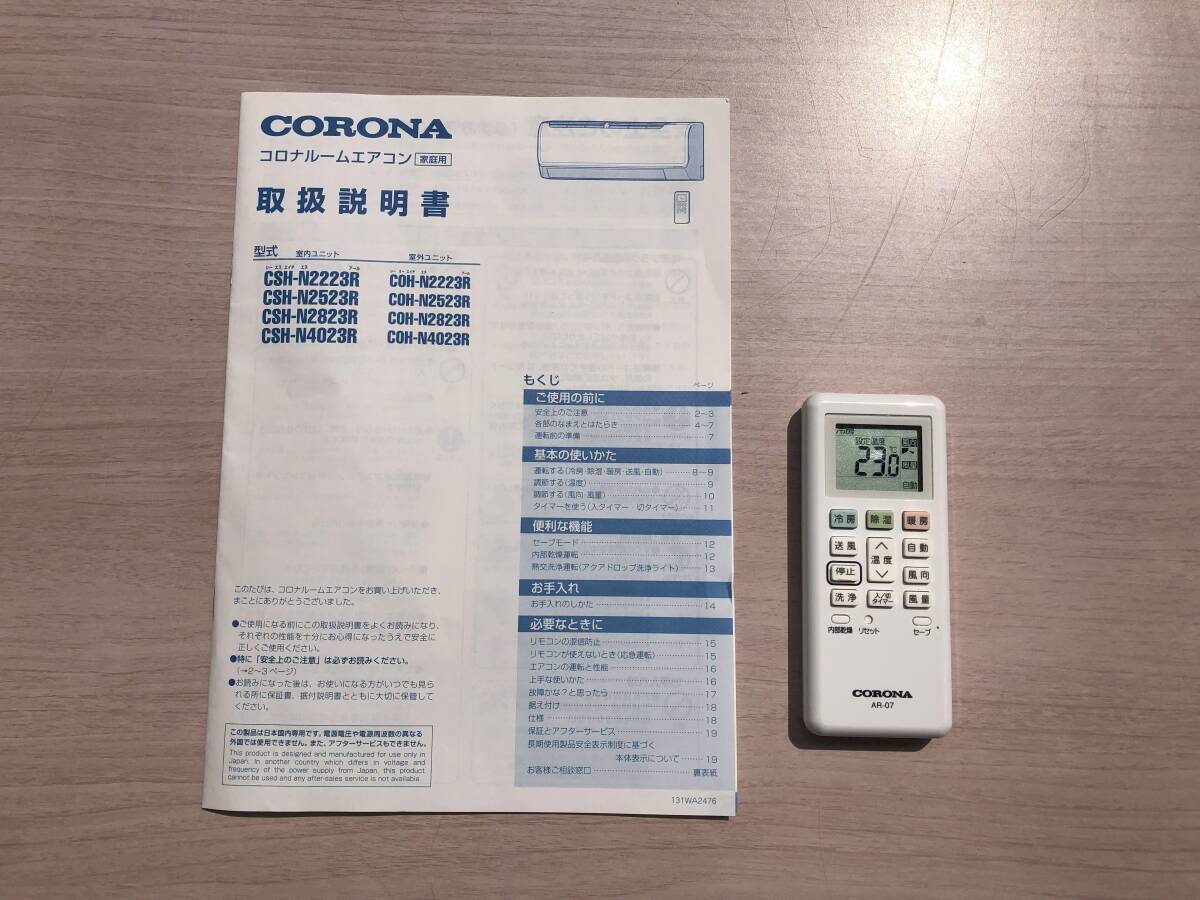 CORONA
コロナルームエアコン 家庭用
取扱説明書
型式 室内ユニット 室外ユニット
シー エス エイチ エヌ アール シー オー エイチ エヌ アール
CSH-N2223R COH-N2223R
CSH-N2523R COH-N2523R
CSH-N2823R COH-N2823R
CSH-N4023R COH-N4023R
もくじ ページ
ご使用の前に
安全上のご注意 2〜3
各部のなまえとはたらき 4〜7
運転前の準備 7
基本の使いかた
運転する(冷房・除湿・暖房・送風・自動) 8〜9
調節する(温度) 9
調節する(風向・風量) 10
タイマーを使う(入タイマー・切タイマー) 11
便利な機能
セーブモード 12
内部乾燥運転 12
熱交洗浄運転(アクアドロップ洗浄ライト) 13
お手入れ
お手入れのしかた 14
必要なときに
リモコンの混信防止 15
リモコンが使えないとき(応急運転) 15
エアコンの運転と性能 16
上手な使いかた 16
故障かな?と思ったら 17
据え付け 18
仕様 18
保証とアフターサービス 19
長期使用製品安全表示制度に基づく
本体表示について 19
お客様ご相談窓口 裏表紙
このたびは、コロナルームエアコンをお買い上げいただき、
まことにありがとうございました。
●ご使用になる前にこの取扱説明書をよくお読みになり、
それぞれの性能を十分にお心得になったうえで安全に
正しくご使用ください。
●特に「安全上のご注意」は必ずお読みください。
(→2〜3ページ)
●お読みになった後は、お使いになる方がいつでも見ら
れる所に保証書、据付説明書とともに大切に保管して
ください。
この製品は日本国内専用です。電源電圧や電源周波数の異なる
外国では使用できません。また、アフターサービスもできません。
This product is designed and manufactured for use only in
Japan. In another country which differs in voltage and
frequency of the power supply from Japan, this product
cannot be used and any after-sales service is not available
131WA2476
設定温度
23.0℃
風向
風量
自動
冷房 除湿 暖房
送風 温度 自動
停止 風向
洗浄 入/切タイマー 風量
内部乾燥 リセット セーブ
CORONA
AR-07